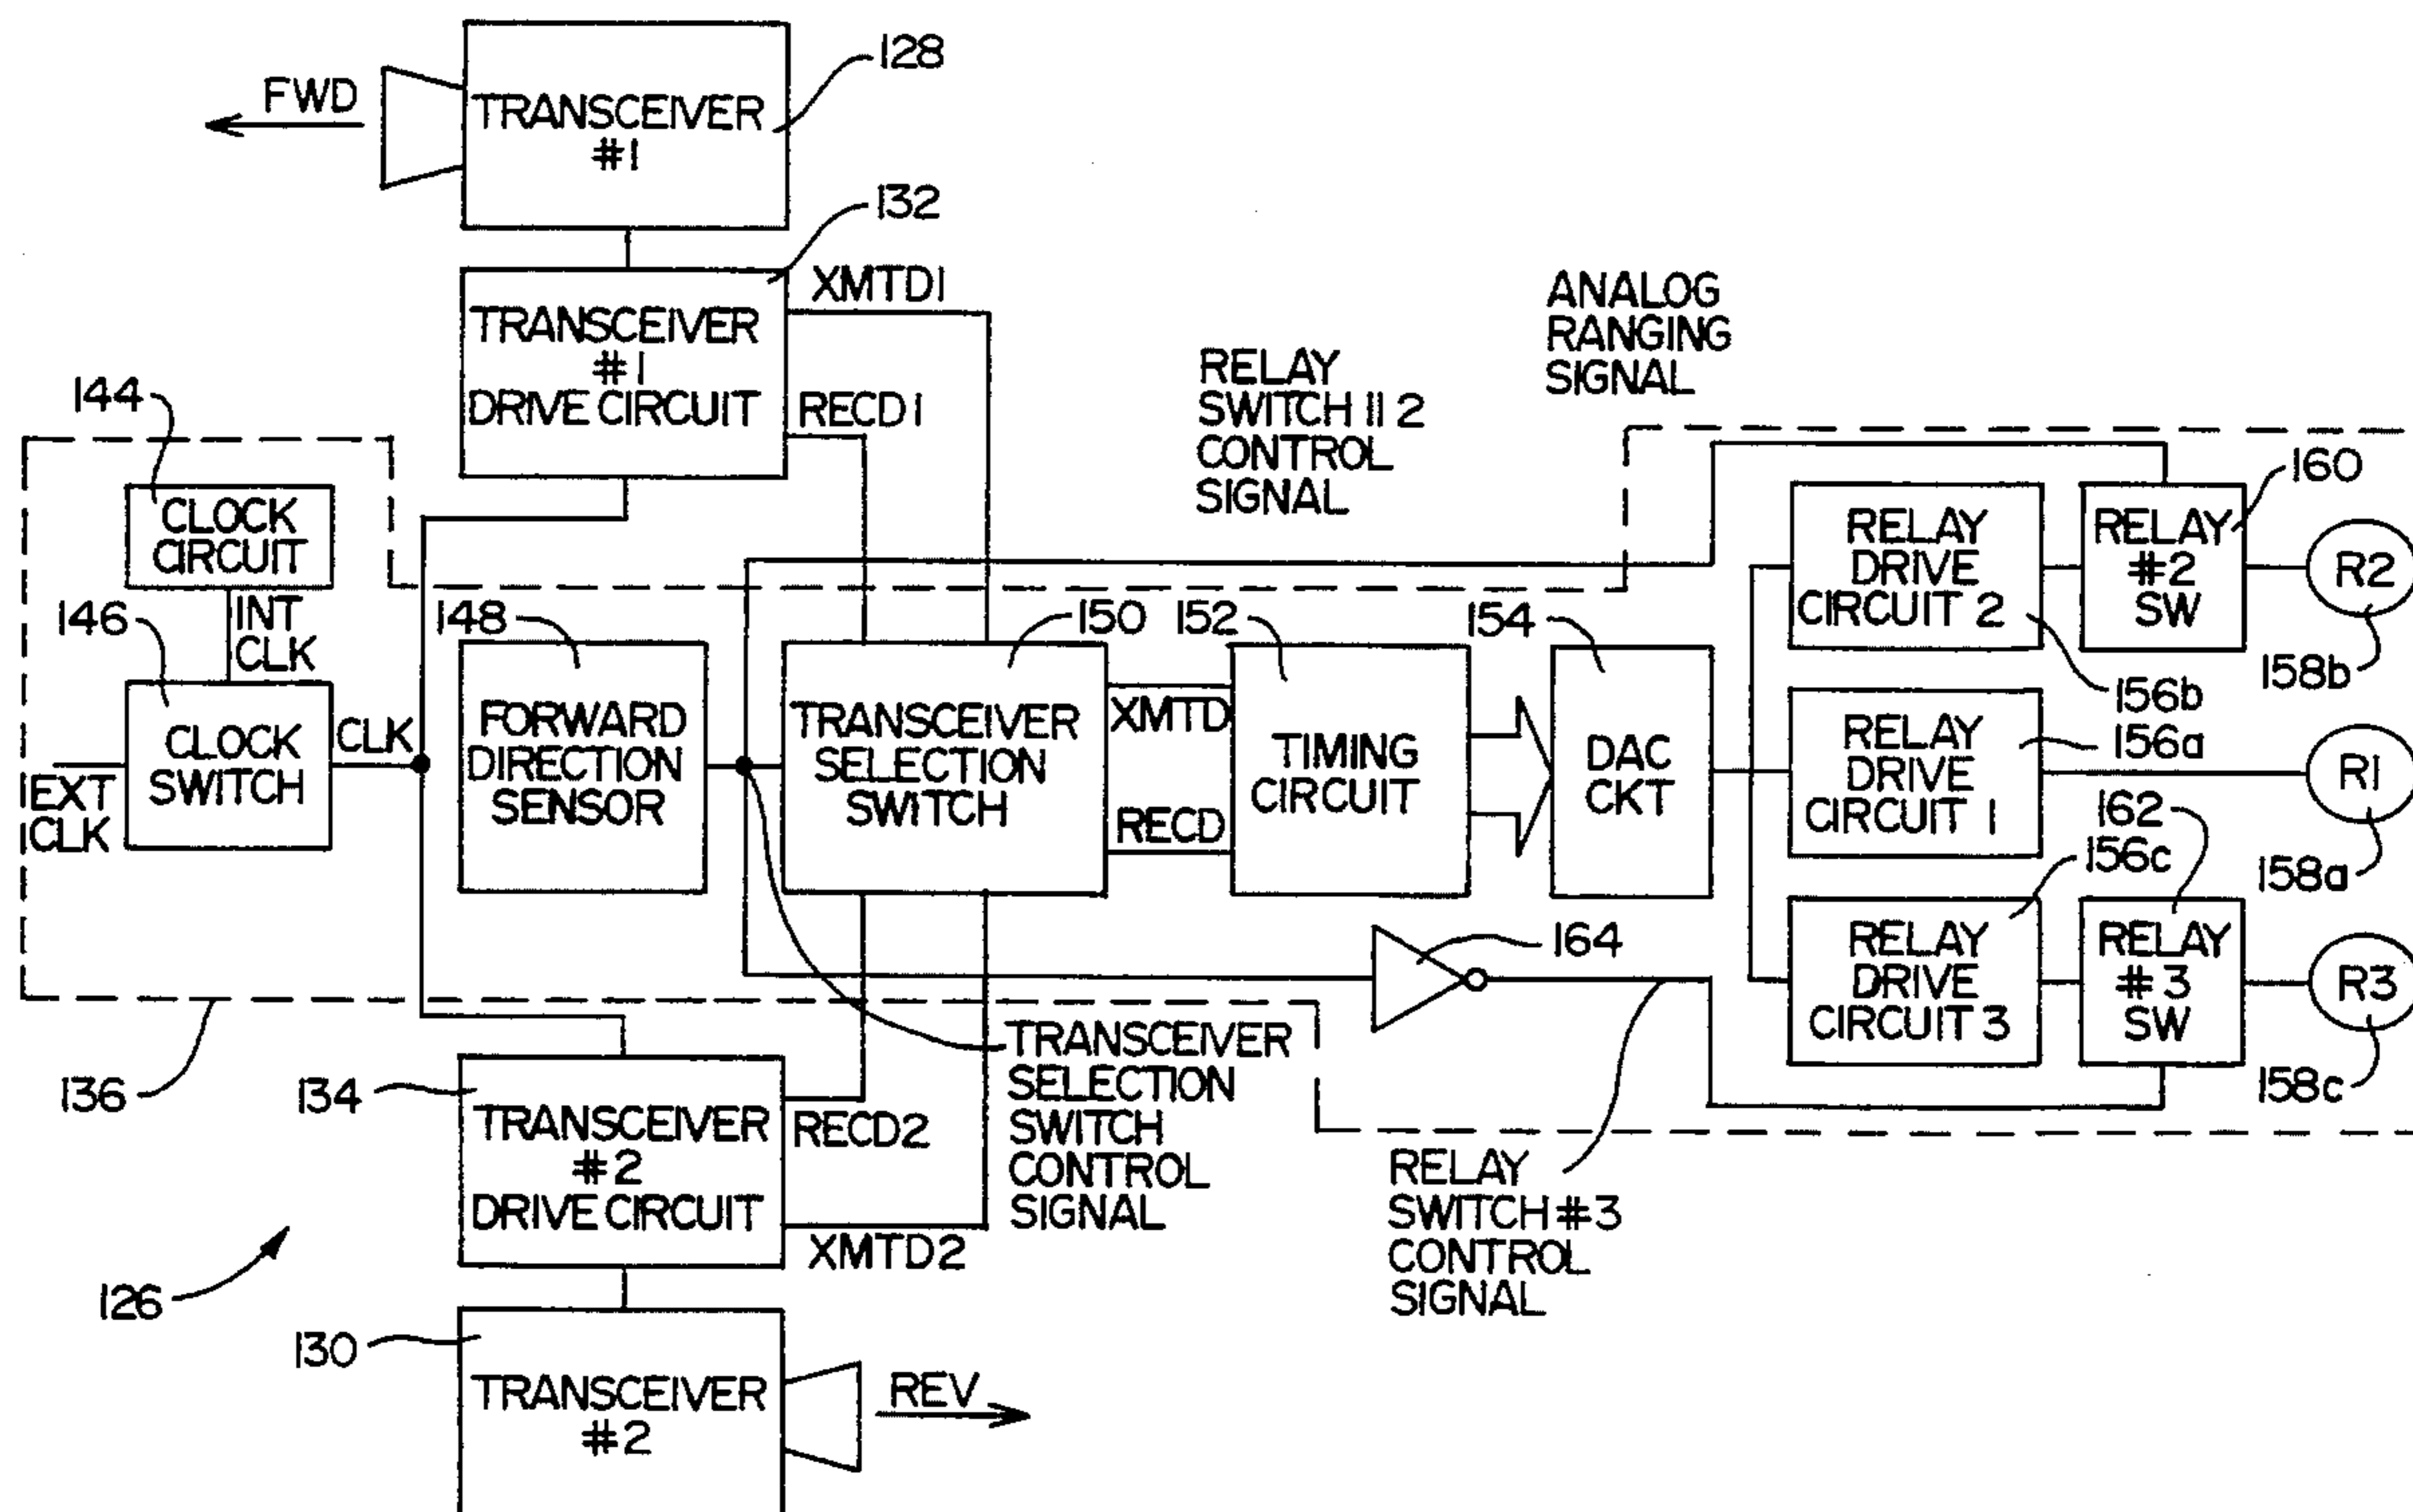 128
FWD
TRANSCEIVER
#1
132
XMTD1
TRANSCEIVER
#1
DRIVE CIRCUIT
RECD1
ANALOG
RANGING
SIGNAL
RELAY
SWITCH || 2
CONTROL
SIGNAL
144
CLOCK
CIRCUIT
INT
CLK
146
CLOCK
SWITCH
CLK
EXT
CLK
148
FORWARD
DIRECTION
SENSOR
150
TRANSCEIVER
SELECTION
SWITCH
XMTD
RECD
152
TIMING
CIRCUIT
154
DAC
CKT
RELAY
DRIVE
CIRCUIT 2
156b
RELAY
#2
SW
160
R2
158b
RELAY
DRIVE
CIRCUIT 1
156a
R1
158a
RELAY
DRIVE
CIRCUIT 3
156c
162
RELAY
#3
SW
R3
158c
164
136
134
TRANSCEIVER
#2
DRIVE CIRCUIT
RECD2
XMTD2
TRANSCEIVER
SELECTION
SWITCH
CONTROL
SIGNAL
RELAY
SWITCH #3
CONTROL
SIGNAL
126
130
TRANSCEIVER
#2
REV